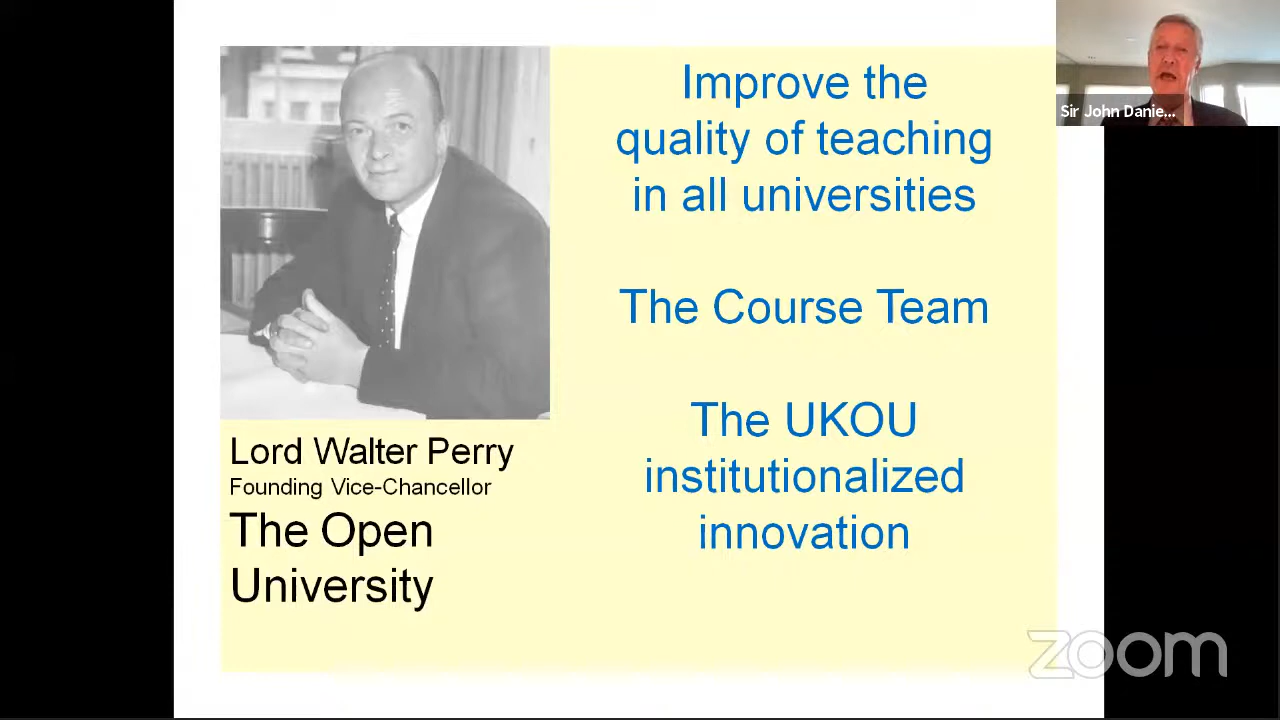 Improve the
quality of teaching
in all universities
The Course Team
The UKOU
institutionalized
innovation
Lord Walter Perry
Founding Vice-Chancellor
The Open
University
Sir John Danie...
zoom